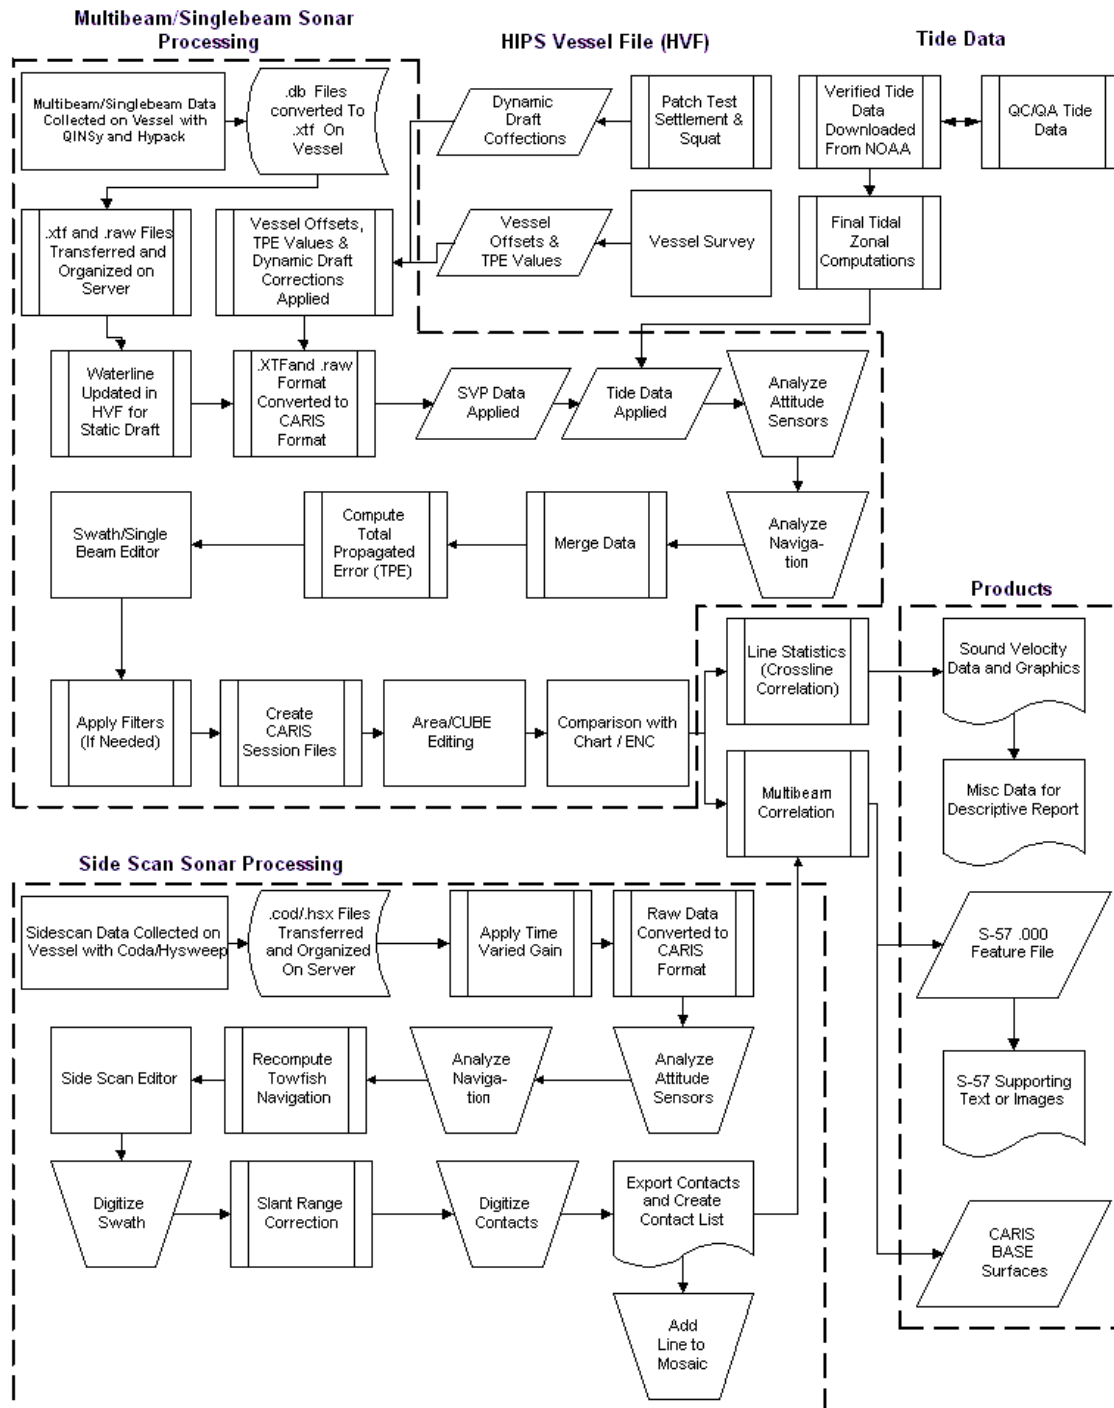 Multibeam/Singlebeam Sonar
Processing
HIPS Vessel File (HVF)
Tide Data
Multibeam/Singlebeam Data
Collected on Vessel with
QINSy and Hypack
.db Files
converted To
.xtf On
Vessel
Dynamic
Draft
Coffections
Patch Test
Settlement &
Squat
Verified Tide
Data
Downloaded
From NOAA
QC/QA Tide
Data
.xtf and .raw Files
Transferred and
Organized on
Server
Vessel Offsets,
TPE Values &
Dynamic Draft
Corrections
Applied
Vessel
Offsets &
TPE Values
Vessel Survey
Final Tidal
Zonal
Computations
Waterline
Updated in
HVF for
Static Draft
.XTFand .raw
Format
Converted to
CARIS
Format
SVP Data
Applied
Tide Data
Applied
Analyze
Attitude
Sensors
Swath/Single
Beam Editor
Compute
Total
Propagated
Error (TPE)
Merge Data
Analyze
Naviga-
tion
Products
Apply Filters
(If Needed)
Create
CARIS
Session Files
Area/CUBE
Editing
Comparison with
Chart / ENC
Line Statistics
(Crossline
Correlation)
Sound Velocity
Data and Graphics
Multibeam
Correlation
Misc Data for
Descriptive Report
Side Scan Sonar Processing
Sidescan Data Collected on
Vessel with Coda/Hysweep
.cod/.hsx Files
Transferred
and Organized
On Server
Apply Time
Varied Gain
Raw Data
Converted to
CARIS
Format
S-57 .000
Feature File
Side Scan Editor
Recompute
Towfish
Navigation
Analyze
Naviga-
tion
Analyze
Attitude
Sensors
S-57 Supporting
Text or Images
Digitize
Swath
Slant Range
Correction
Digitize
Contacts
Export Contacts
and Create
Contact List
CARIS
BASE
Surfaces
Add
Line to
Mosaic